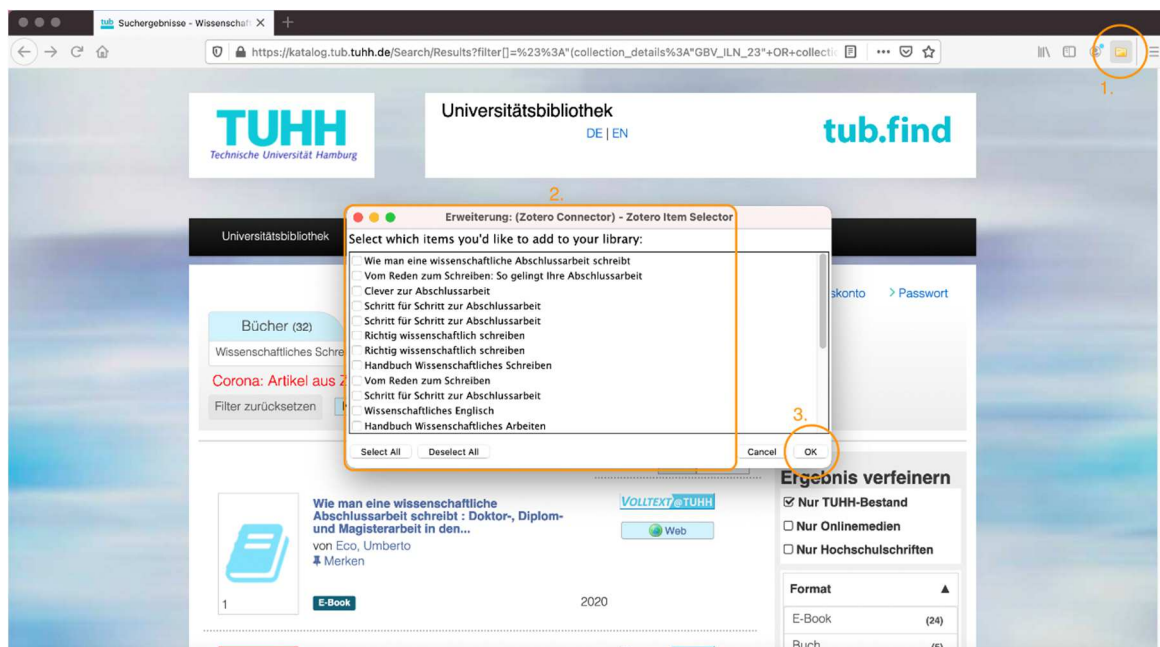 tub Suchergebnisse - Wissenschaft
https://katalog.tub.tuhh.de/Search/Results?filter[]=%23%3A"(collection_details%3A"GBV_ILN_23"+OR+collectic
1.
TUHH
Technische Universität Hamburg
Universitätsbibliothek
DE | EN
tub.find
2.
Erweiterung: (Zotero Connector) - Zotero Item Selector
Universitätsbibliothek
Select which items you'd like to add to your library:
Wie man eine wissenschaftliche Abschlussarbeit schreibt
Vom Reden zum Schreiben: So gelingt Ihre Abschlussarbeit
Clever zur Abschlussarbeit
Schritt für Schritt zur Abschlussarbeit
Schritt für Schritt zur Abschlussarbeit
Richtig wissenschaftlich schreiben
Richtig wissenschaftlich schreiben
Handbuch Wissenschaftliches Schreiben
Vom Reden zum Schreiben
Schritt für Schritt zur Abschlussarbeit
Wissenschaftliches Englisch
Handbuch Wissenschaftliches Arbeiten
Select All Deselect All
Cancel OK
3.
skonto > Passwort
Bücher (32)
Wissenschaftliches Schre
Corona: Artikel aus Z
Filter zurücksetzen
Wie man eine wissenschaftliche
Abschlussarbeit schreibt : Doktor-, Diplom-
und Magisterarbeit in den...
von Eco, Umberto
Merken
1
E-Book
2020
VOLLTEXT@TUHH
Web
Ergebnis verfeinern
Nur TUHH-Bestand
Nur Onlinemedien
Nur Hochschulschriften
Format
E-Book (24)
Buch